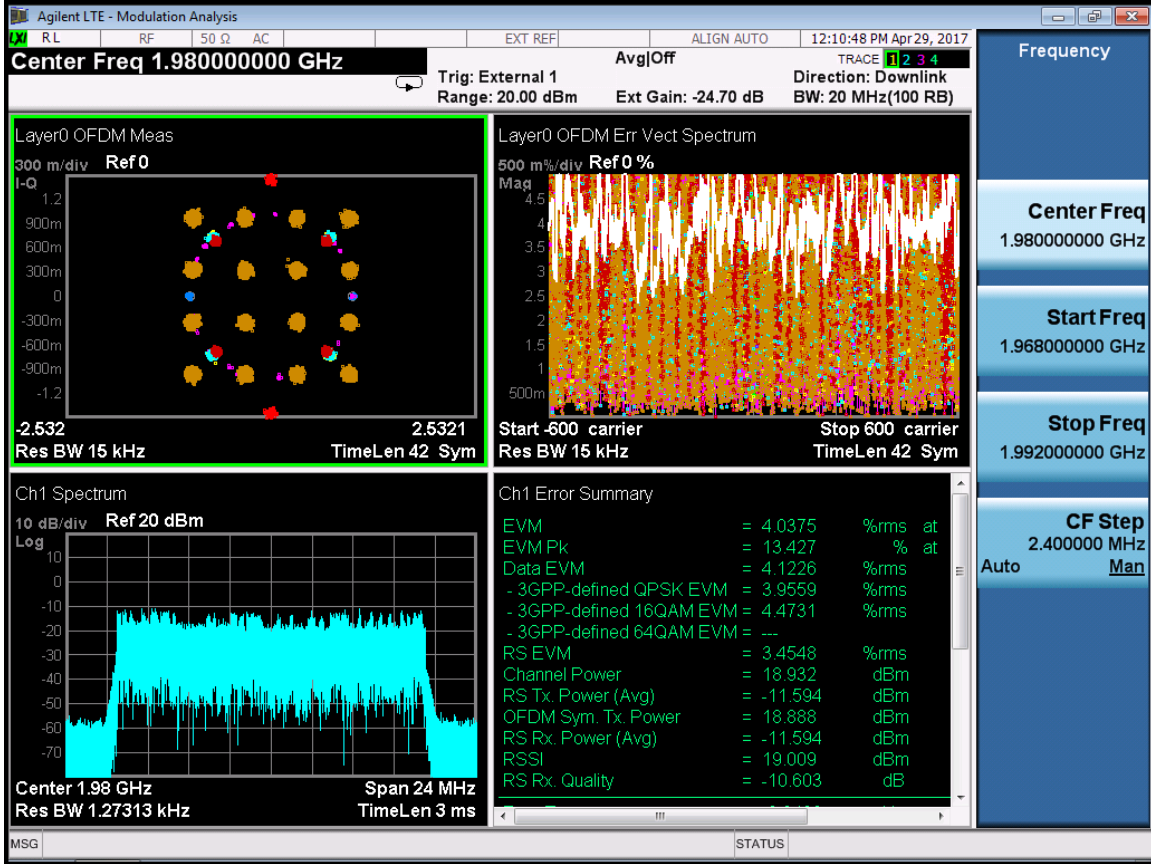 Agilent LTE - Modulation Analysis
LXI RL RF 50 Ω AC EXT REF ALIGN AUTO 12:10:48 PM Apr 29, 2017
Center Freq 1.980000000 GHz
Avg|Off
TRACE 1 2 3 4
Trig: External 1
Direction: Downlink
Range: 20.00 dBm
Ext Gain: -24.70 dB
BW: 20 MHz(100 RB)
Layer0 OFDM Meas
300 m/div Ref 0
I-Q
1.2
900m
600m
300m
0
-300m
-600m
-900m
-1.2
-2.532 2.5321
Res BW 15 kHz TimeLen 42 Sym
Layer0 OFDM Err Vect Spectrum
500 m%/div Ref 0 %
Mag
4.5
4
3.5
3
2.5
2
1.5
1
500m
Start -600 carrier Stop 600 carrier
Res BW 15 kHz TimeLen 42 Sym
Ch1 Spectrum
10 dB/div Ref 20 dBm
Log
10
0
-10
-20
-30
-40
-50
-60
-70
Center 1.98 GHz Span 24 MHz
Res BW 1.27313 kHz TimeLen 3 ms
Ch1 Error Summary
EVM = 4.0375 %rms at
EVM Pk = 13.427 % at
Data EVM = 4.1226 %rms
- 3GPP-defined QPSK EVM = 3.9559 %rms
- 3GPP-defined 16QAM EVM = 4.4731 %rms
- 3GPP-defined 64QAM EVM = ---
RS EVM = 3.4548 %rms
Channel Power = 18.932 dBm
RS Tx. Power (Avg) = -11.594 dBm
OFDM Sym. Tx. Power = 18.888 dBm
RS Rx. Power (Avg) = -11.594 dBm
RSSI = 19.009 dBm
RS Rx. Quality = -10.603 dB
Frequency
Center Freq
1.980000000 GHz
Start Freq
1.968000000 GHz
Stop Freq
1.992000000 GHz
CF Step
2.400000 MHz
Auto Man
MSG STATUS